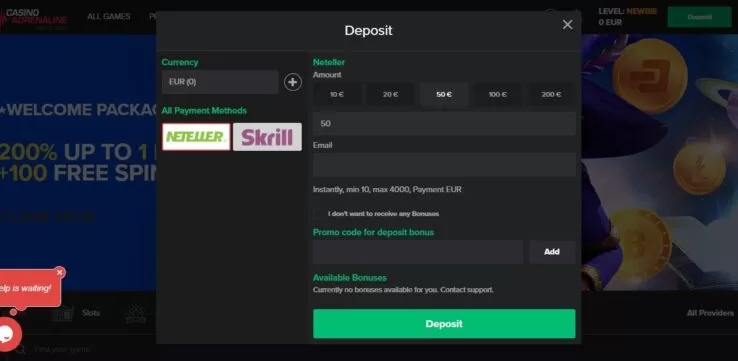 CASINO
ADRENALINE
ALL GAMES
LEVEL: NEWBIE
0 EUR
Deposit
Deposit
Currency
EUR (0)
All Payment Methods
NETELLER
Skrill
Neteller
Amount
10 €
20 €
50 €
100 €
200 €
50
Email
Instantly, min 10, max 4000, Payment EUR
I don't want to receive any Bonuses
Promo code for deposit bonus
Add
Available Bonuses
Currently no bonuses available for you. Contact support.
Deposit
*WELCOME PACKA
200% UP TO 1
+100 FREE SPIN
elp is waiting!
Slots
All Providers
Find your game